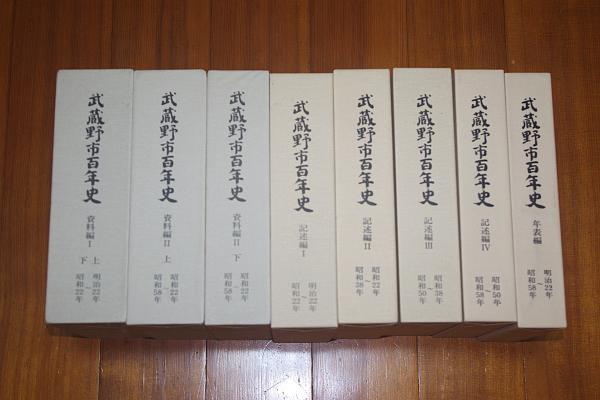 武蔵野市百年史
資料編Ⅰ
上
下
明治22年
〜
昭和22年
武蔵野市百年史
資料編Ⅱ
上
昭和22年
〜
昭和58年
武蔵野市百年史
資料編Ⅱ
下
昭和22年
〜
昭和58年
武蔵野市百年史
記述編Ⅰ
明治22年
〜
昭和22年
武蔵野市百年史
記述編Ⅱ
昭和22年
〜
昭和38年
武蔵野市百年史
記述編Ⅲ
昭和38年
〜
昭和50年
武蔵野市百年史
記述編Ⅳ
昭和50年
〜
昭和58年
武蔵野市百年史
年表編
明治22年
〜
昭和58年